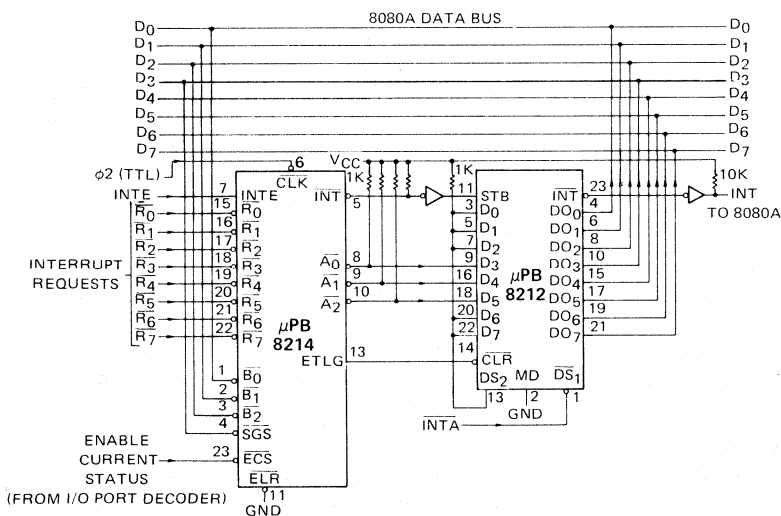 8080A DATA BUS
D0 D0
D1 D1
D2 D2
D3 D3
D4 D4
D5 D5
D6 D6
D7 D7
φ2 (TTL) 6 VCC
CLK 1K 1K 10K
INTE 7 INTE INT 5 11 STB INT 23 INT
TO 8080A
R0 15 R0 3 D0 DO0 4
R1 16 R1 5 D1 DO1 6
R2 17 R2 7 D2 DO2 8
R3 18 R3 A0 8 9 D3 DO3 10
R4 19 R4 A1 9 16 D4 DO4 15
R5 20 R5 A2 10 18 D5 DO5 17
R6 21 R6 20 D6 DO6 19
R7 22 R7 22 D7 DO7 21
INTERRUPT
REQUESTS
μPB
8214
μPB
8212
ETLG 13 14 CLR
DS2 MD DS1
13 2 1
GND
INTA
1 B0
2 B1
3 B2
4 SGS
ENABLE
CURRENT 23 ECS
STATUS
(FROM I/O PORT DECODER)
ELR
11
GND